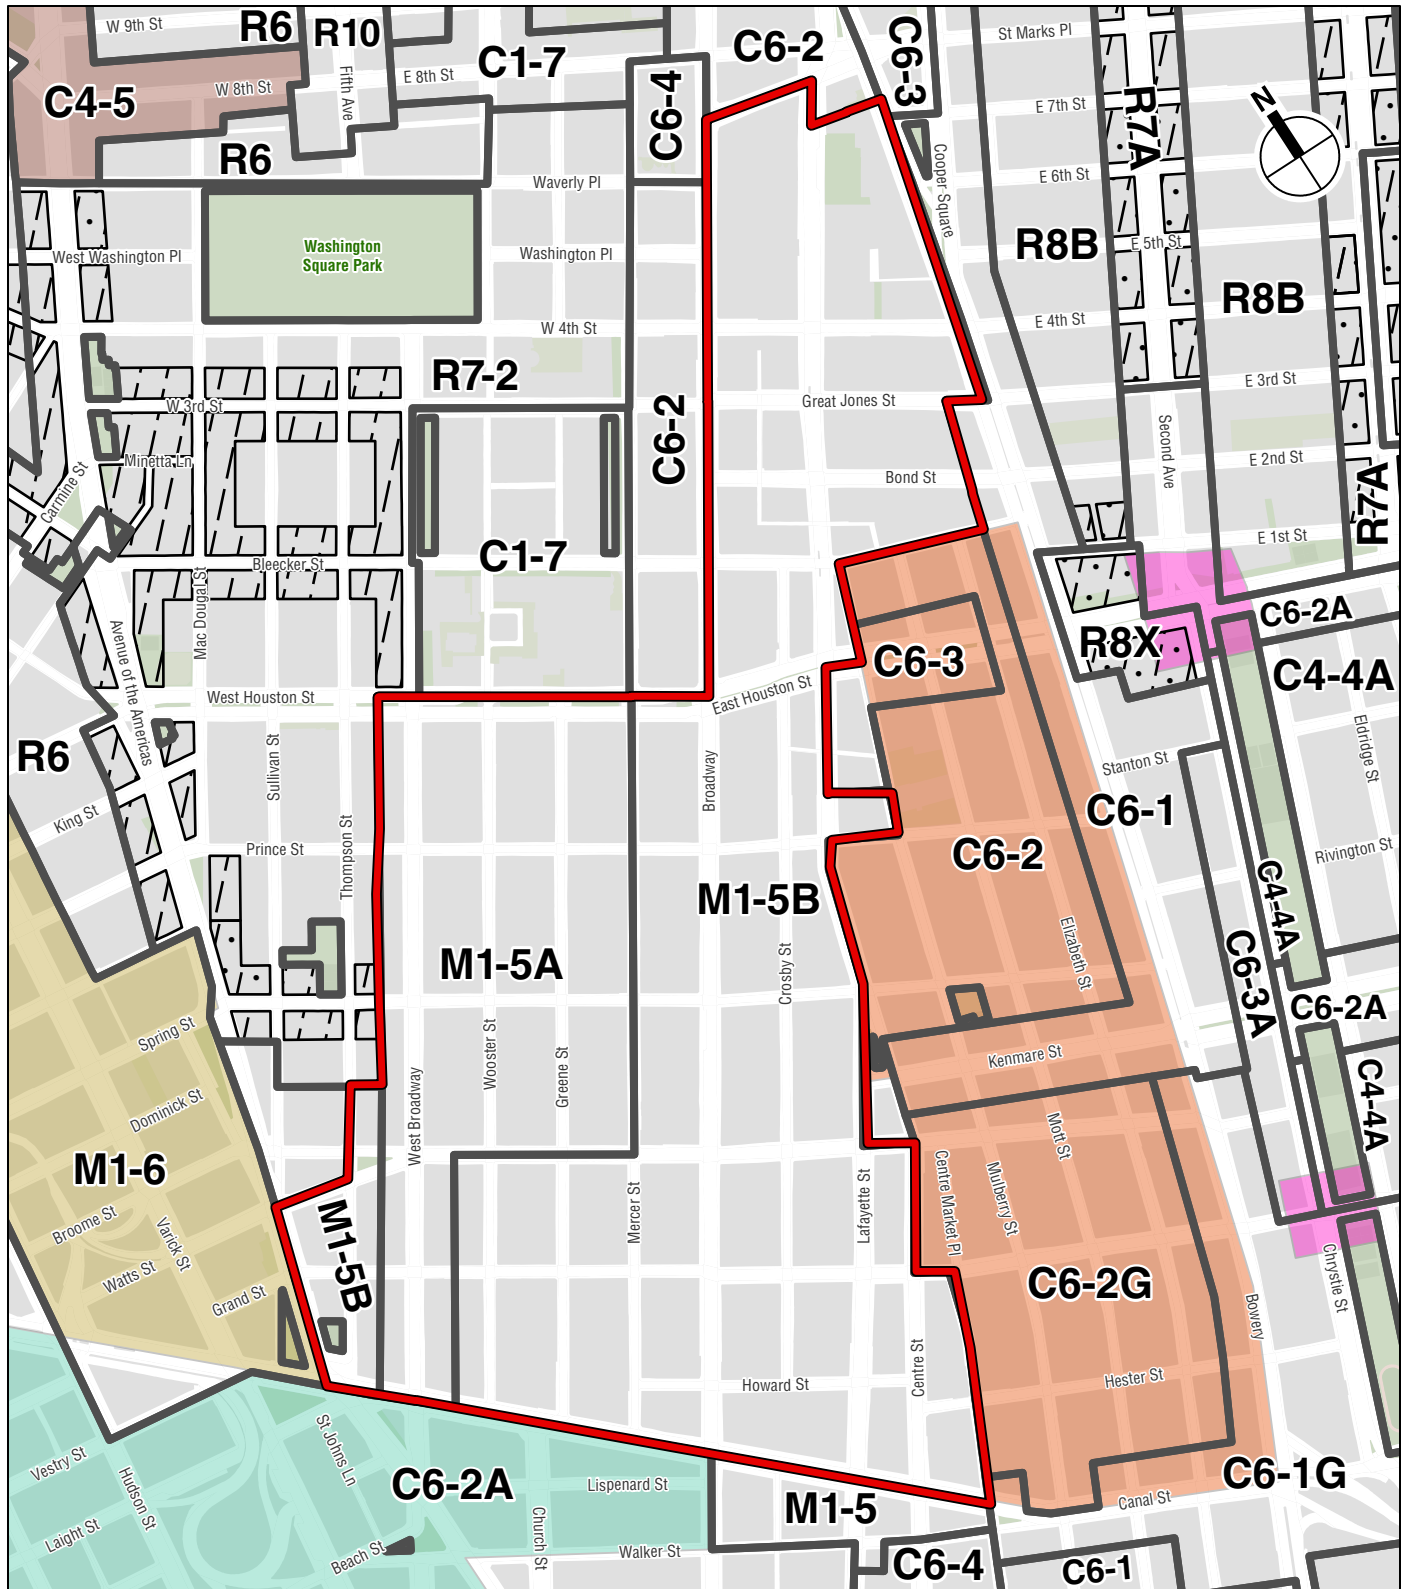 W 9th St
R6
R10
C1-7
C6-2
C6-3
St Marks Pl
C4-5
W 8th St
Fifth Ave
E 8th St
C6-4
E 7th St
R7A
N
R6
Waverly Pl
Cooper Square
E 6th St
West Washington Pl
Washington
Square Park
Washington Pl
R8B
E 5th St
R8B
W 4th St
E 4th St
R7-2
W 3rd St
Great Jones St
E 3rd St
C6-2
Minetta Ln
Carmine St
Bond St
Second Ave
E 2nd St
R7A
C1-7
Bleecker St
E 1st St
Mac Dougal St
Avenue of the Americas
C6-2A
R8X
C6-3
C4-4A
West Houston St
East Houston St
R6
Sullivan St
Broadway
Stanton St
Eldridge St
King St
Thompson St
C6-1
Prince St
C6-2
Rivington St
M1-5B
C4-4A
M1-5A
Crosby St
Elizabeth St
C6-3A
C6-2A
Spring St
Wooster St
Greene St
Kenmare St
Dominick St
West Broadway
Mott St
C4-4A
M1-6
Mercer St
Lafayette St
Centre Market Pl
Mulberry St
Broome St
Varick St
M1-5B
Watts St
Grand St
C6-2G
Chrystie St
Bowery
Howard St
Centre St
Hester St
Vestry St
St Johns Ln
Hudson St
C6-2A
Lispenard St
M1-5
C6-1G
Canal St
Laight St
Beach St
Church St
Walker St
C6-4
C6-1